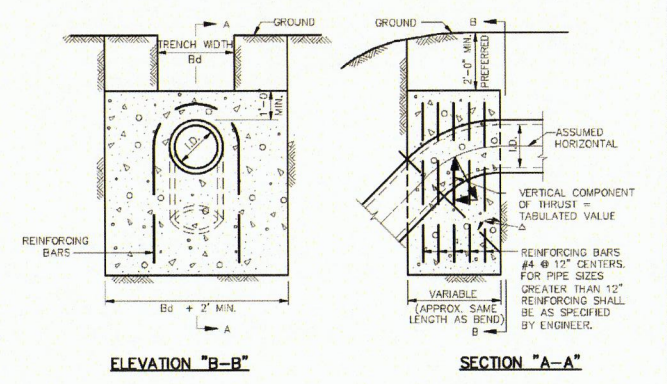 A
GROUND
TRENCH WIDTH
Bd
1'-0"
MIN.
I.D.
REINFORCING
BARS
Bd + 2' MIN.
A
ELEVATION "B-B"
B
GROUND
2'-0" MIN.
PREFERRED
I.D.
ASSUMED
HORIZONTAL
VERTICAL COMPONENT
OF THRUST =
TABULATED VALUE
REINFORCING BARS
#4 @ 12" CENTERS.
FOR PIPE SIZES
GREATER THAN 12"
REINFORCING SHALL
BE AS SPECIFIED
BY ENGINEER.
VARIABLE
(APPROX. SAME
LENGTH AS BEND)
B
SECTION "A-A"